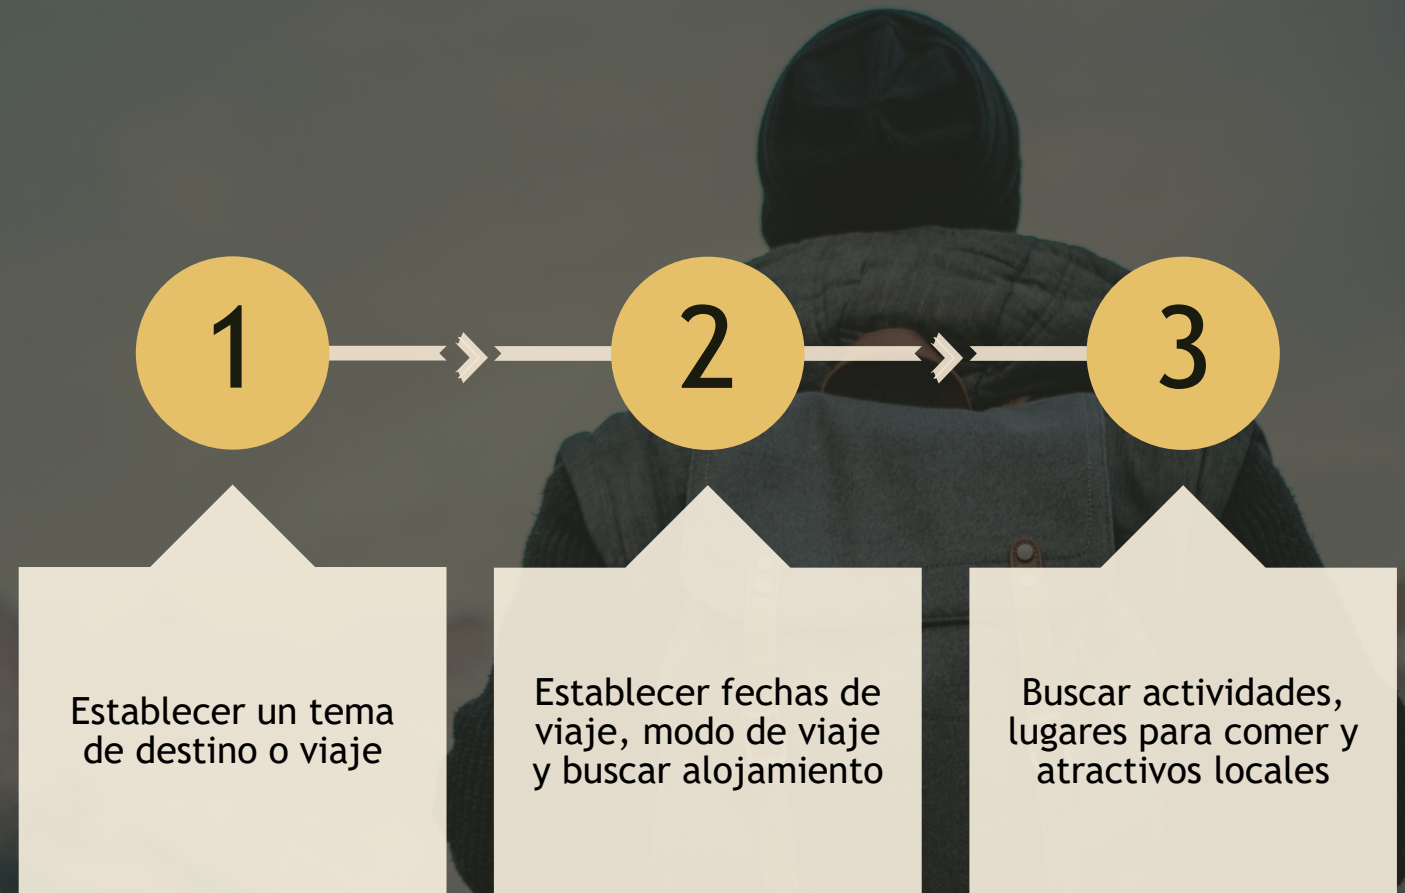 1
2
3
Establecer un tema
de destino o viaje
Establecer fechas de
viaje, modo de viaje
y buscar alojamiento
Buscar actividades,
lugares para comer y
atractivos locales